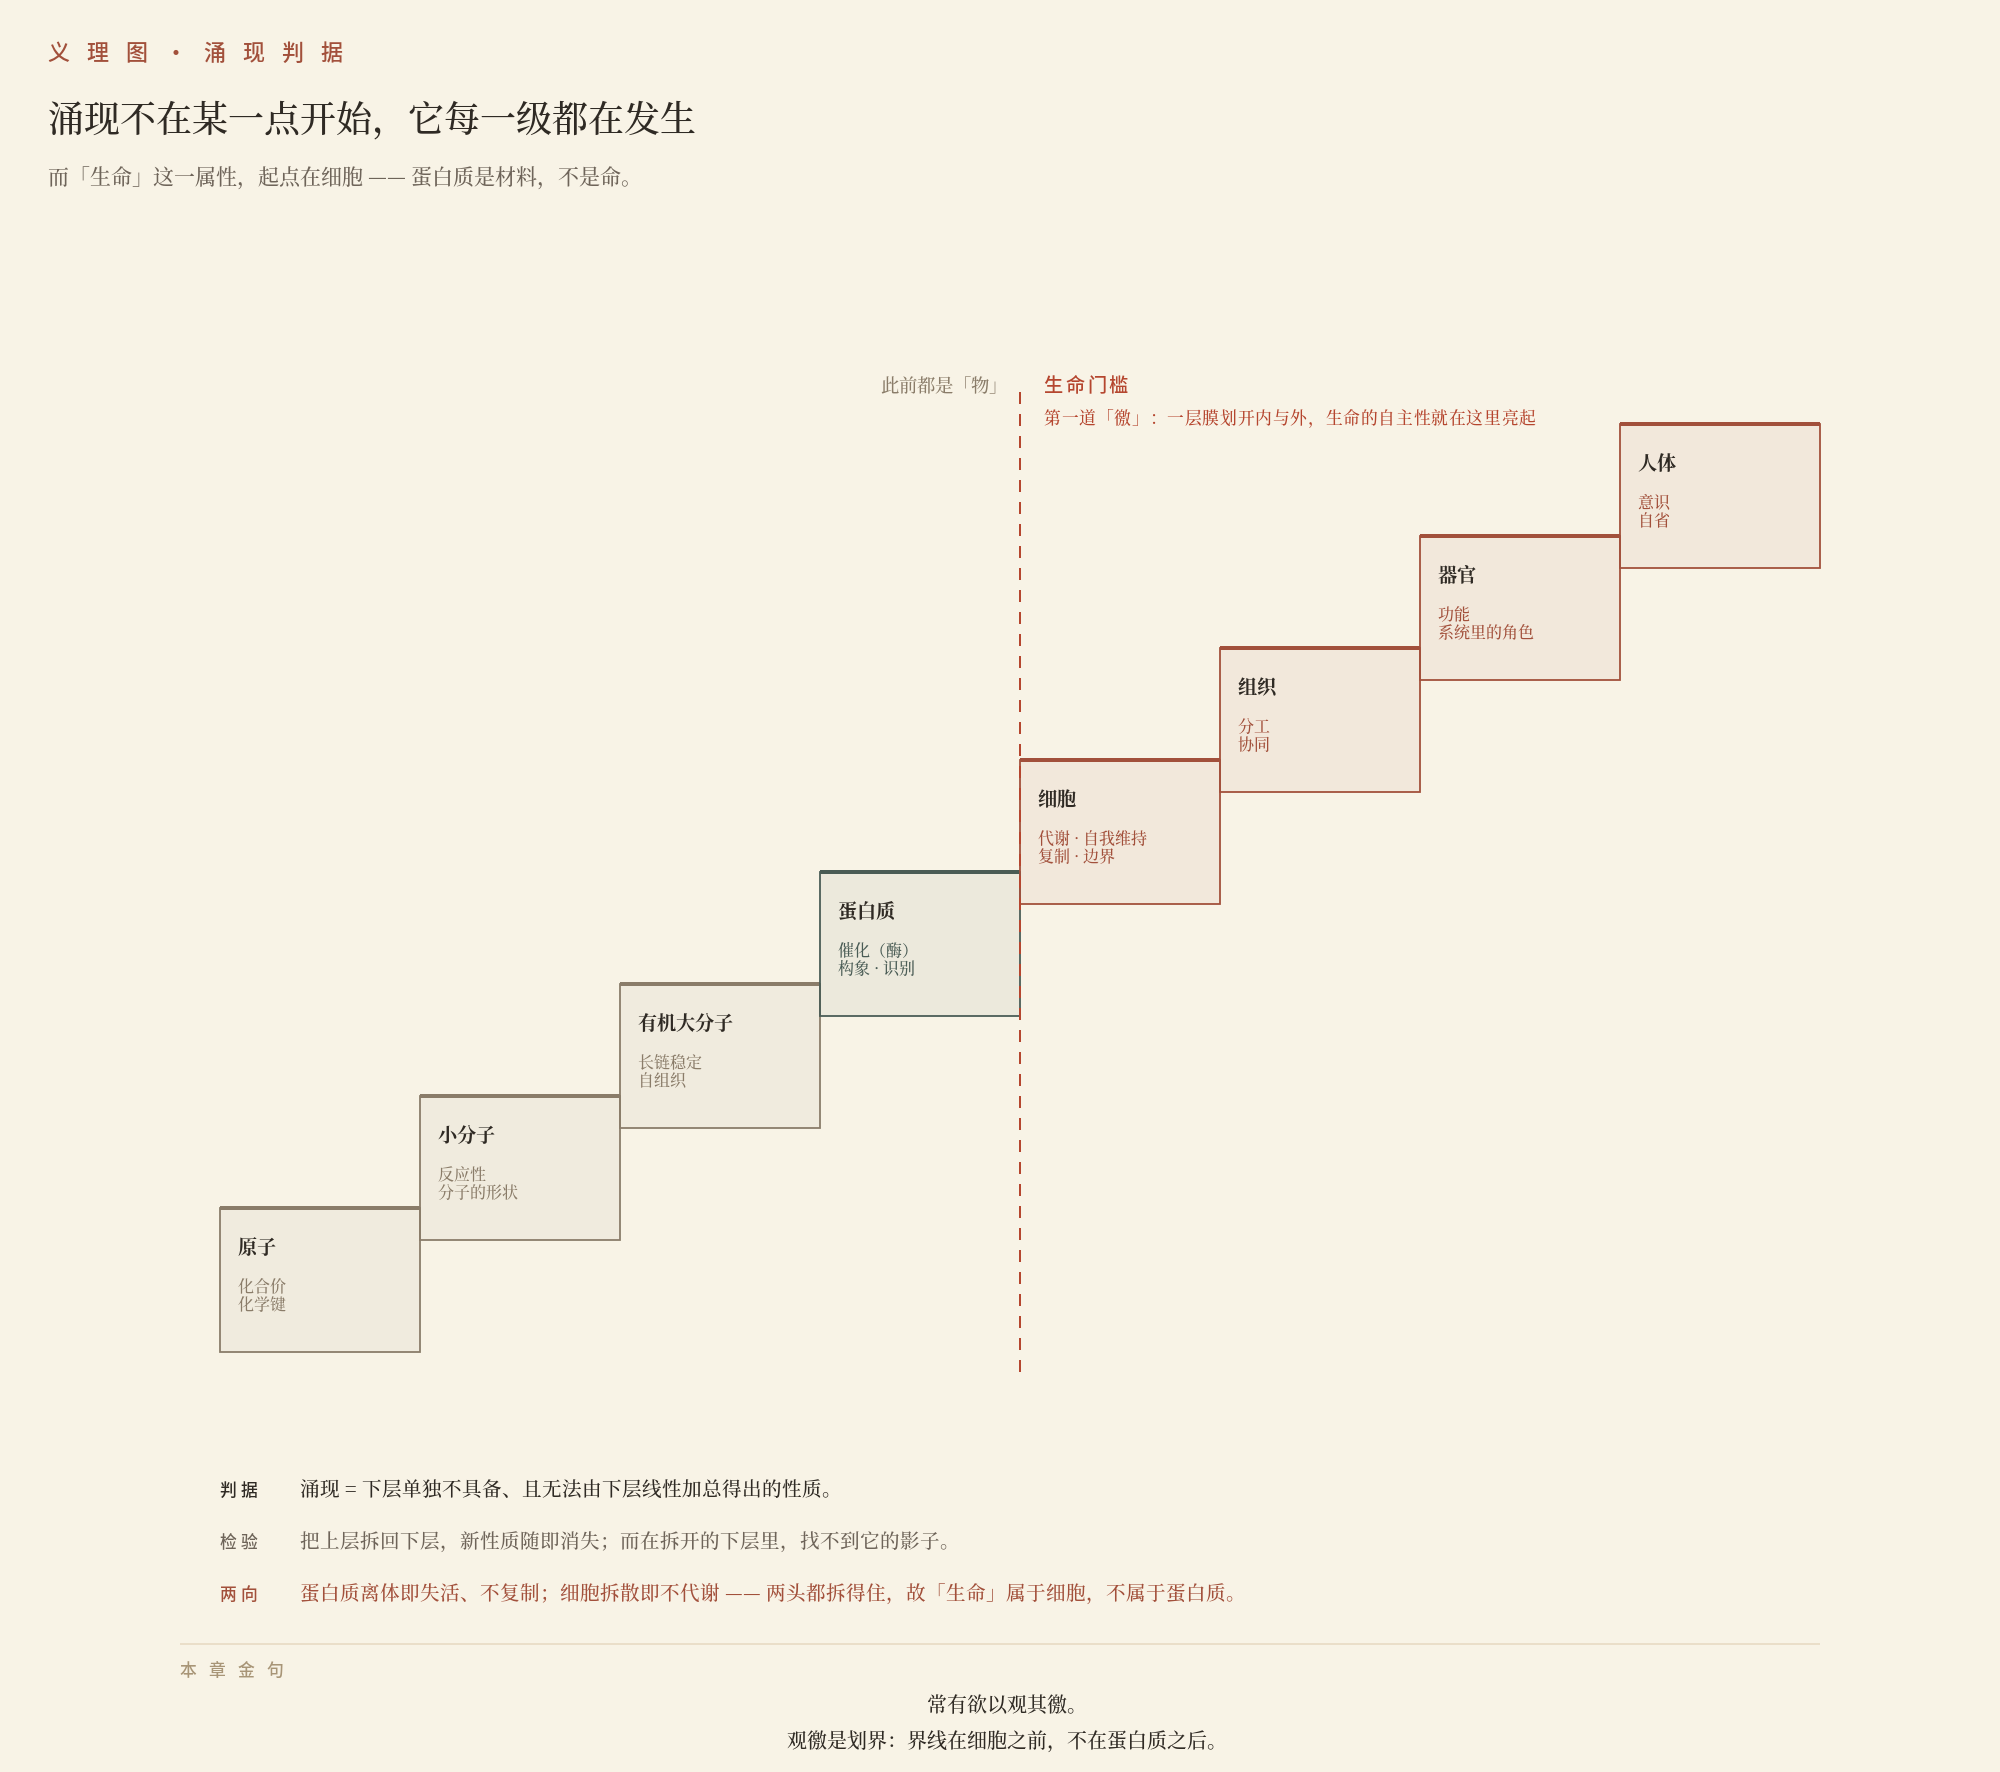 义理图·涌现判据
涌现不在某一点开始，它每一级都在发生
而「生命」这一属性，起点在细胞 —— 蛋白质是材料，不是命。
此前都是「物」
生命门槛
第一道「徼」：一层膜划开内与外，生命的自主性就在这里亮起
人体
意识
自省
器官
功能
系统里的角色
组织
分工
协同
细胞
代谢 · 自我维持
复制 · 边界
蛋白质
催化（酶）
构象 · 识别
有机大分子
长链稳定
自组织
小分子
反应性
分子的形状
原子
化合价
化学键
判据 涌现 = 下层单独不具备、且无法由下层线性加总得出的性质。
检验 把上层拆回下层，新性质随即消失；而在拆开的下层里，找不到它的影子。
两向 蛋白质离体即失活、不复制；细胞拆散即不代谢 —— 两头都拆得住，故「生命」属于细胞，不属于蛋白质。
本章金句
常有欲以观其徼。
观徼是划界：界线在细胞之前，不在蛋白质之后。